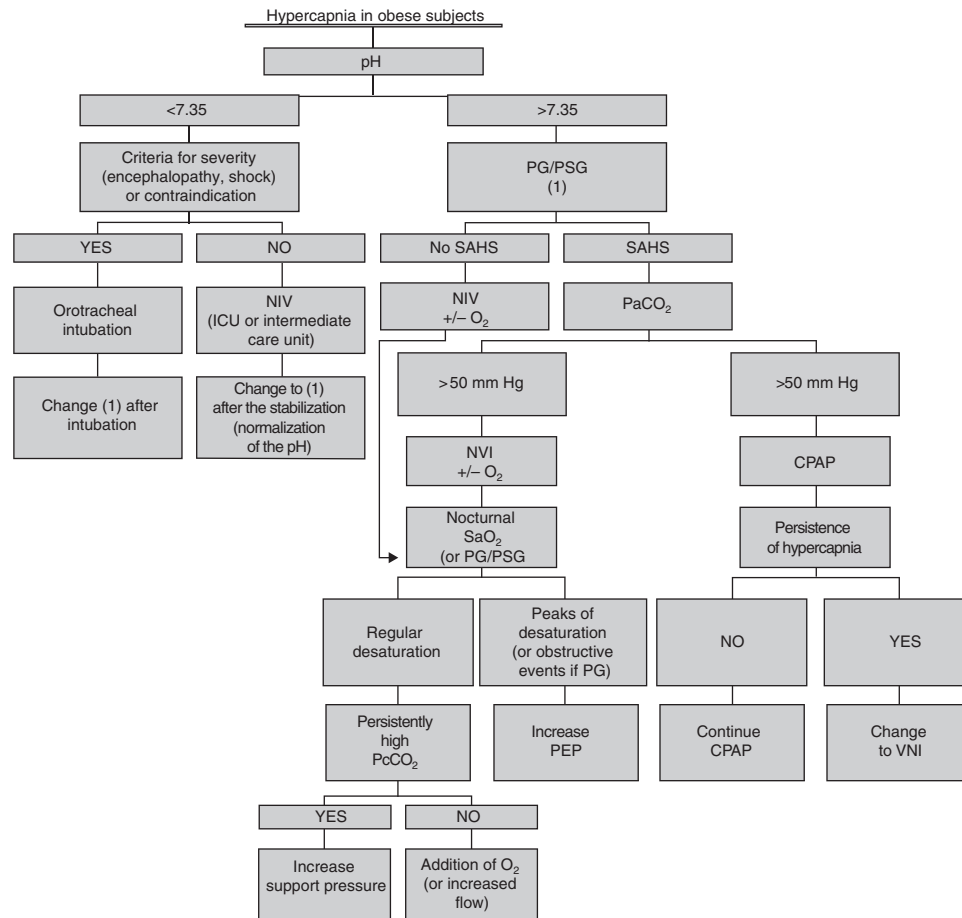 Hypercapnia in obese subjects
pH
<7.35
>7.35
Criteria for severity
(encephalopathy, shock)
or contraindication
PG/PSG
(1)
YES
NO
No SAHS
SAHS
Orotracheal
intubation
NIV
(ICU or intermediate
care unit)
NIV
+/– O₂
PaCO₂
Change (1) after
intubation
Change to (1)
after the stabilization
(normalization
of the pH)
>50 mm Hg
>50 mm Hg
NVI
+/– O₂
CPAP
Nocturnal
SaO₂
(or PG/PSG
Persistence
of hypercapnia
Regular
desaturation
Peaks of
desaturation
(or obstructive
events if PG)
NO
YES
Persistently
high
PcCO₂
Increase
PEP
Continue
CPAP
Change
to VNI
YES
NO
Increase
support pressure
Addition of O₂
(or increased
flow)